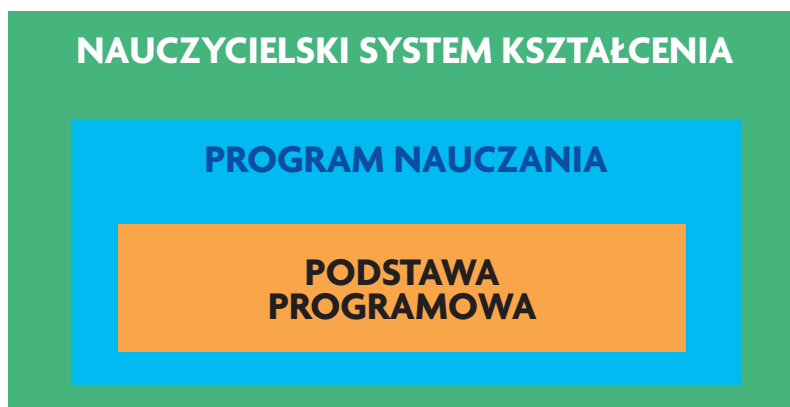 NAUCZYCIELSKI SYSTEM KSZTAŁCENIA
PROGRAM NAUCZANIA
PODSTAWA
PROGRAMOWA